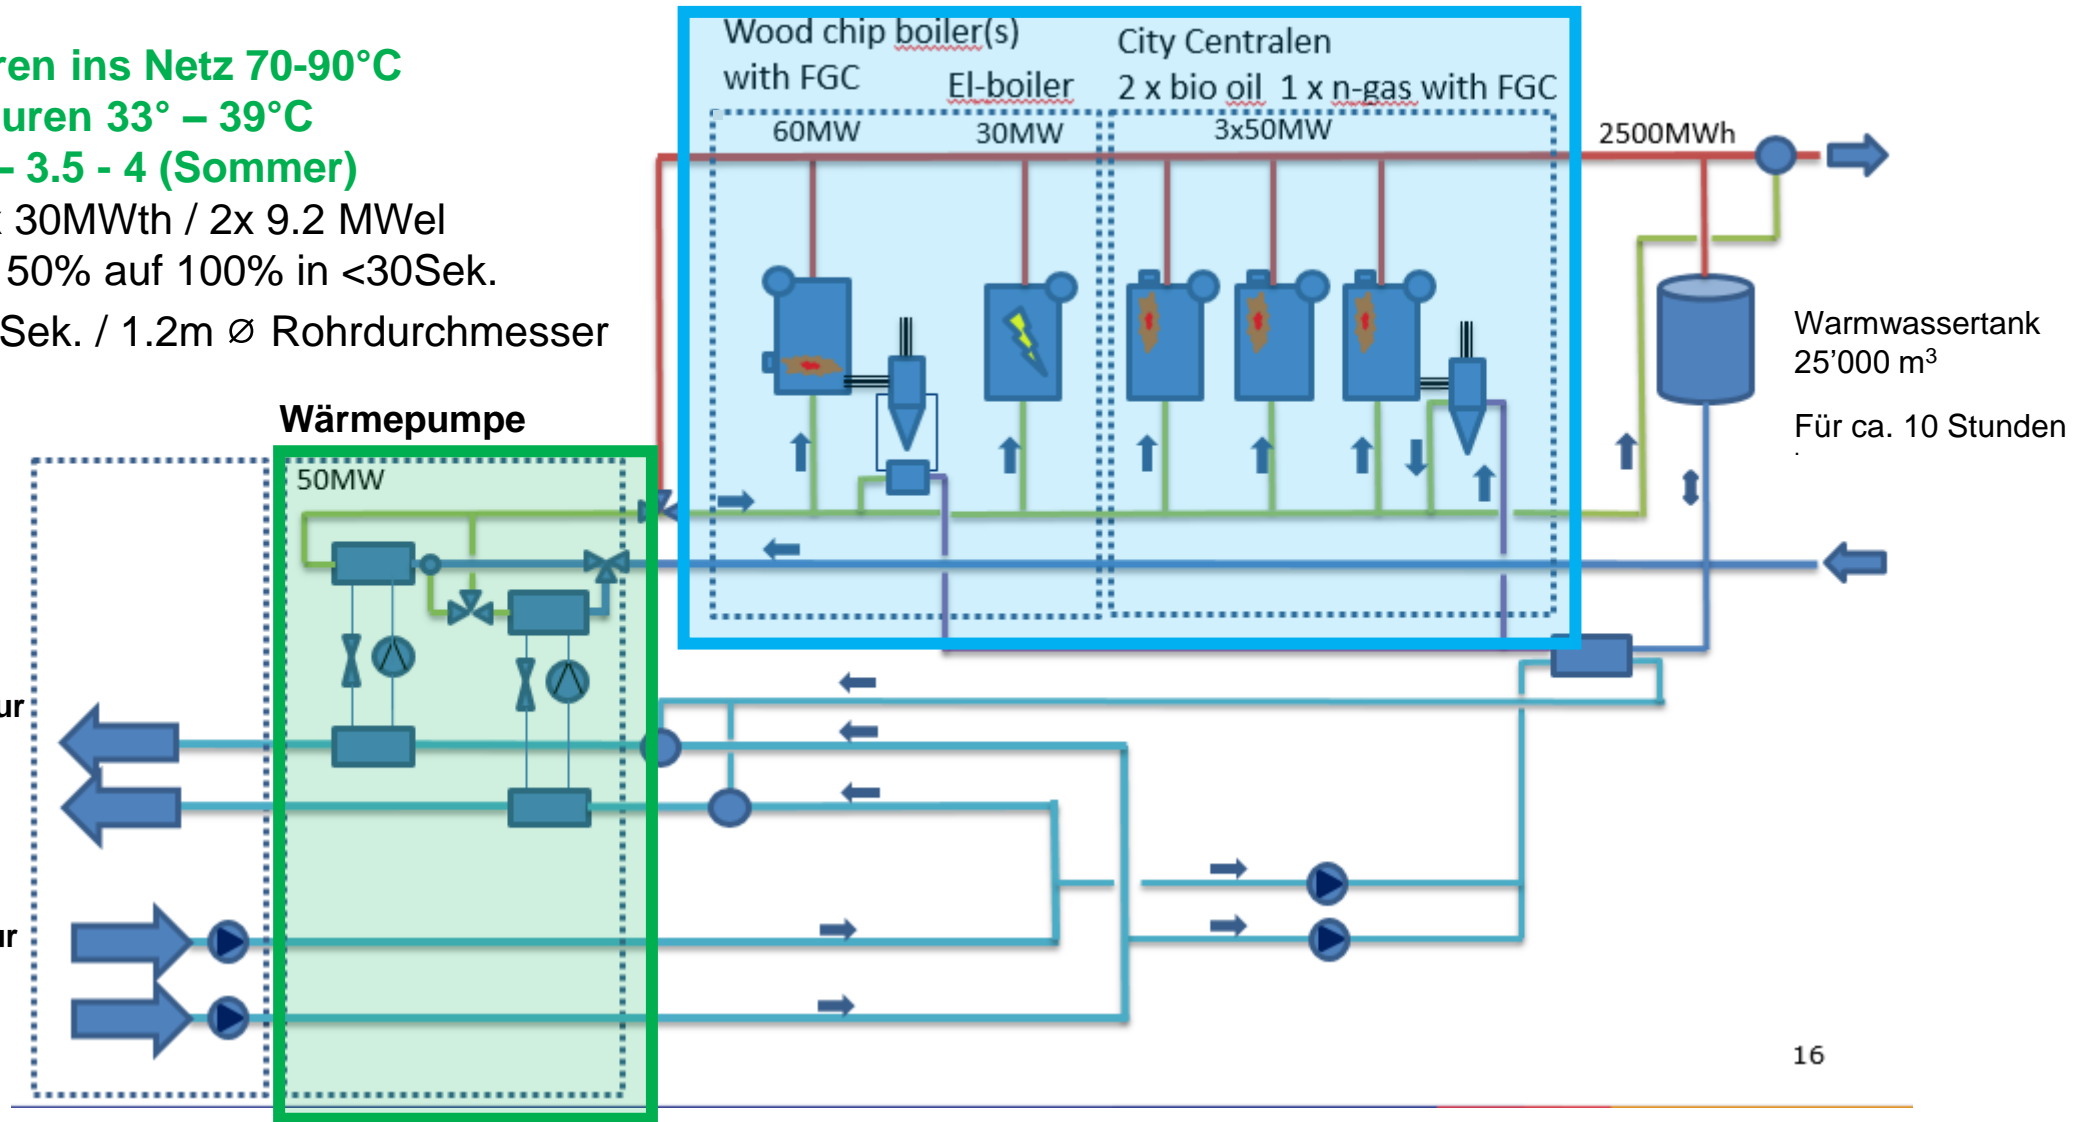 ren ins Netz 70-90°C
uren 33° – 39°C
– 3.5 - 4 (Sommer)
x 30MWth / 2x 9.2 MWel
50% auf 100% in <30Sek.
Sek. / 1.2m ∅ Rohrdurchmesser
Wood chip boiler(s)
with FGC
El-boiler
City Centralen
2 x bio oil 1 x n-gas with FGC
60MW
30MW
3x50MW
2500MWh
Warmwassertank
25’000 m³
Für ca. 10 Stunden
Wärmepumpe
50MW
ur
ur
16